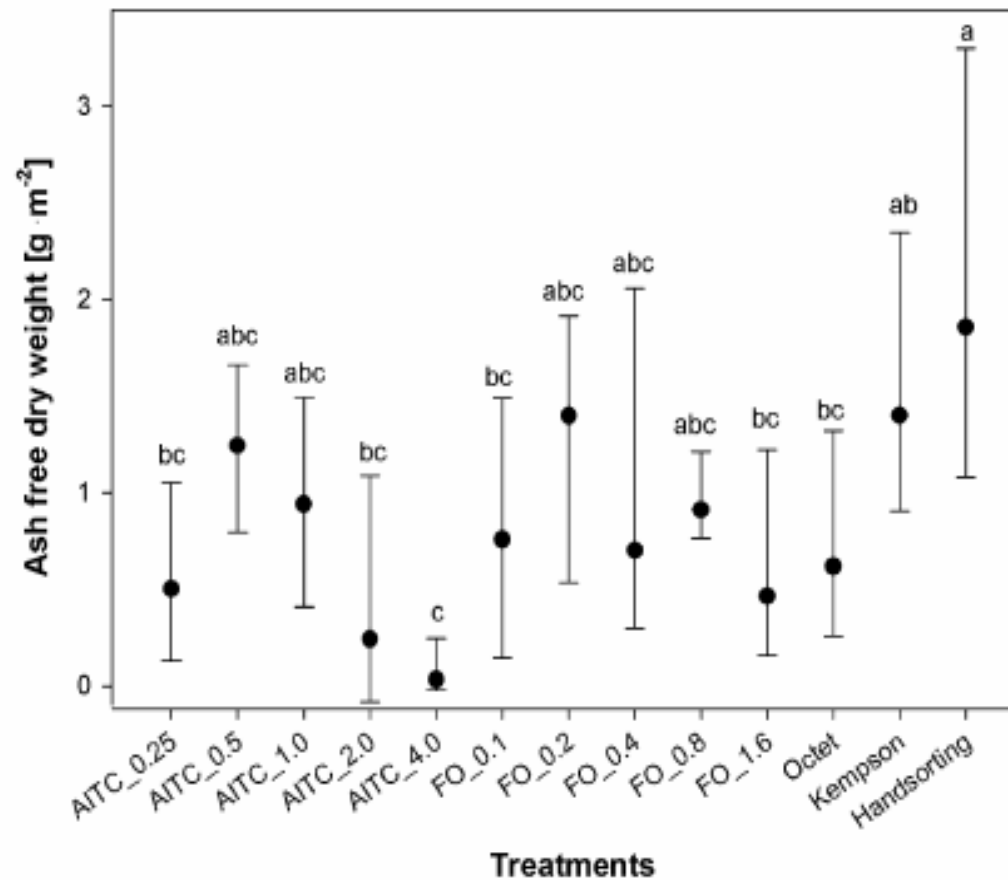 Ash free dry weight [g · m⁻²]
3
2
1
0
bc
abc
abc
bc
c
bc
abc
abc
abc
bc
bc
ab
a
AITC_0.25
AITC_0.5
AITC_1.0
AITC_2.0
AITC_4.0
FO_0.1
FO_0.2
FO_0.4
FO_0.8
FO_1.6
Octet
Kempson
Handsorting
Treatments